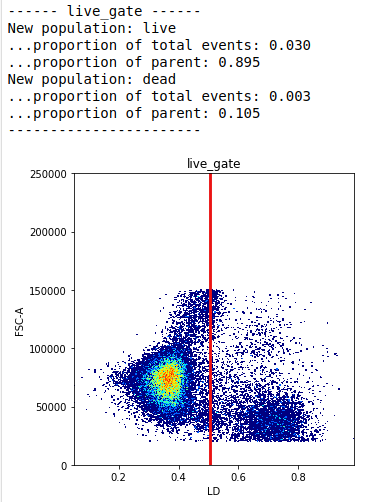 ------ live_gate ------
New population: live
...proportion of total events: 0.030
...proportion of parent: 0.895
New population: dead
...proportion of total events: 0.003
...proportion of parent: 0.105
-----------------------
live_gate
250000
200000
150000
100000
50000
0
FSC-A
0.2 0.4 0.6 0.8
LD